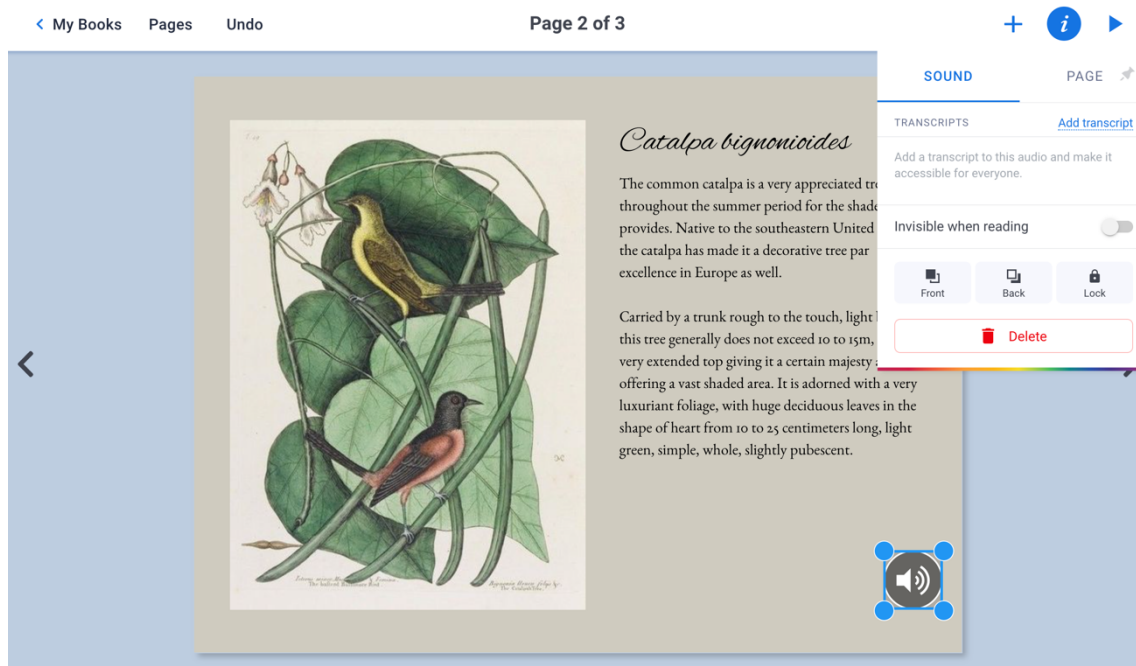 My Books Pages Undo Page 2 of 3
SOUND PAGE
TRANSCRIPTS Add transcript
Add a transcript to this audio and make it
accessible for everyone.
Invisible when reading
Front Back Lock
Delete
Catalpa bignonioides
The common catalpa is a very appreciated
throughout the summer period for the shade
provides. Native to the southeastern United
the catalpa has made it a decorative tree par
excellence in Europe as well.
Carried by a trunk rough to the touch, light
this tree generally does not exceed 10 to 15m,
very extended top giving it a certain majesty
offering a vast shaded area. It is adorned with a very
luxuriant foliage, with huge deciduous leaves in the
shape of heart from 10 to 25 centimeters long, light
green, simple, whole, slightly pubescent.